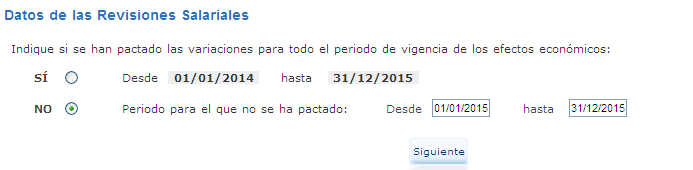 Datos de las Revisiones Salariales
Indique si se han pactado las variaciones para todo el periodo de vigencia de los efectos económicos:
SÍ Desde 01/01/2014 hasta 31/12/2015
NO Periodo para el que no se ha pactado: Desde 01/01/2015 hasta 31/12/2015
Siguiente